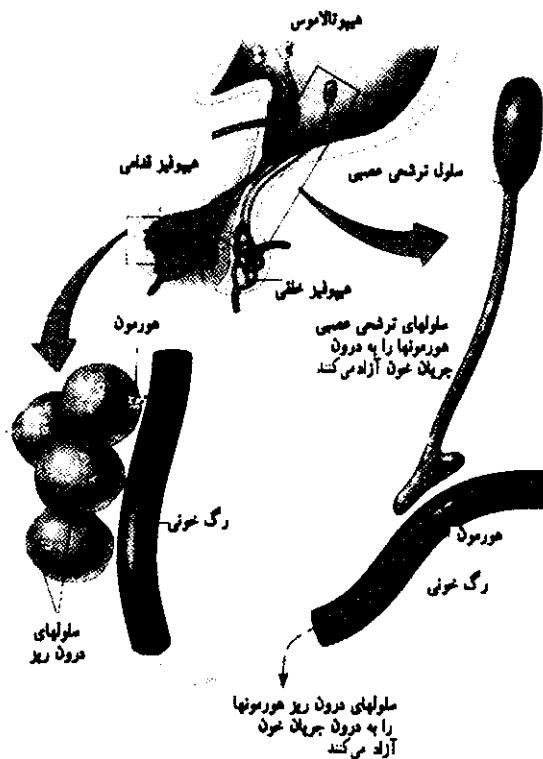 هیپوتالاموس
هیپوفیز قدامی
سلول ترشحی عصبی
هیپوفیز خلفی
سلولهای ترشحی عصبی
هورمونها را به درون
جریان خون آزاد می‌کنند
هورمون
رگ خونی
سلولهای
درون ریز
هورمون
رگ خونی
سلولهای درون ریز هورمونها
را به درون جریان خون
آزاد می‌کنند